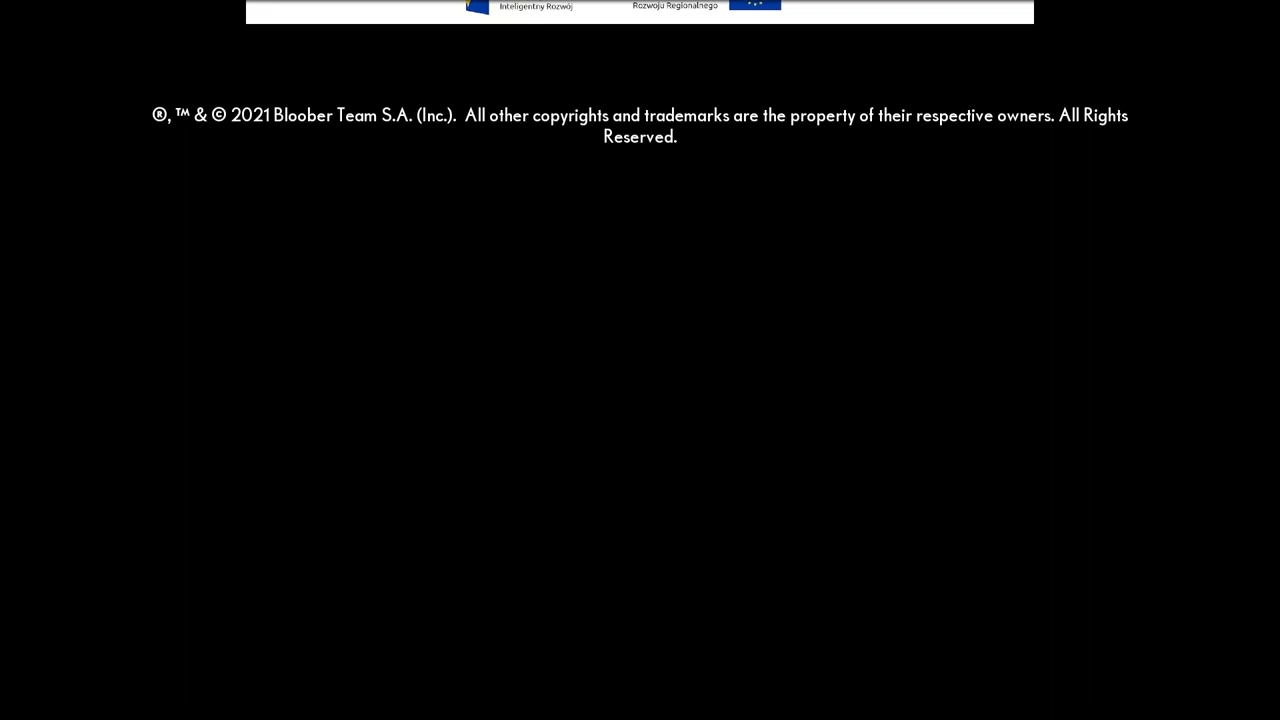 Inteligentny Rozwój
Rozwoju Regionalnego
®, ™ & © 2021 Bloober Team S.A. (Inc.).  All other copyrights and trademarks are the property of their respective owners. All Rights
Reserved.